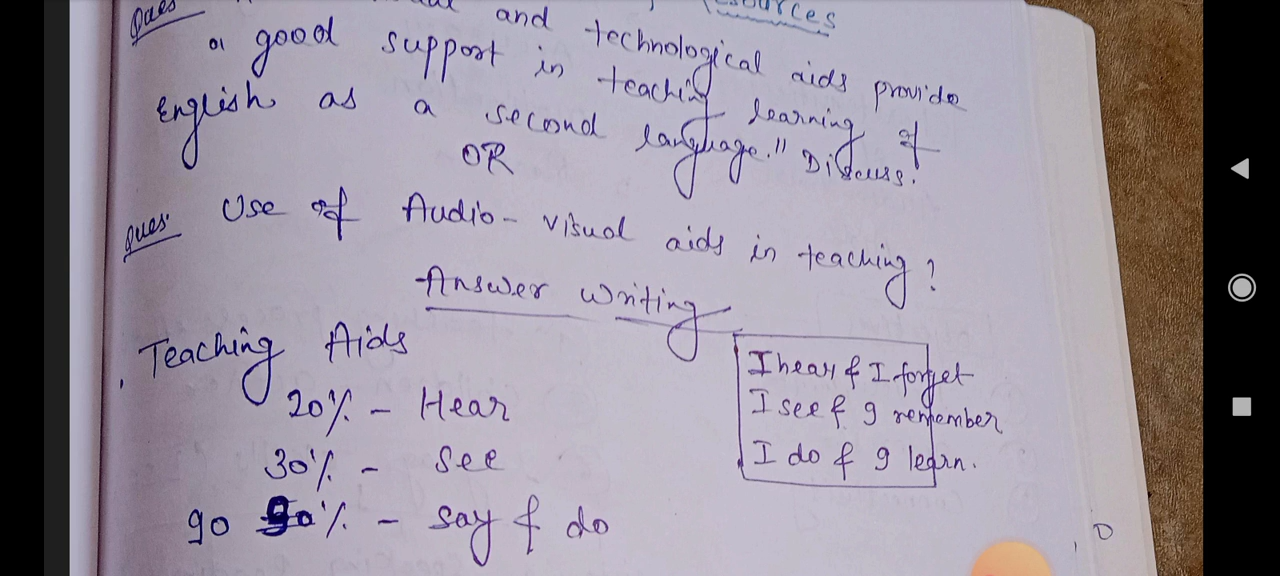 Ques
and technological aids provide
a good support in teaching learning of
English as a second language." Discuss.
OR
Ques. Use of Audio-visual aids in teaching?
Answer writing
Teaching Aids
20% - Hear
30% - See
90 90% - Say & do
I hear & I forget
I see & I remember
I do & I learn.